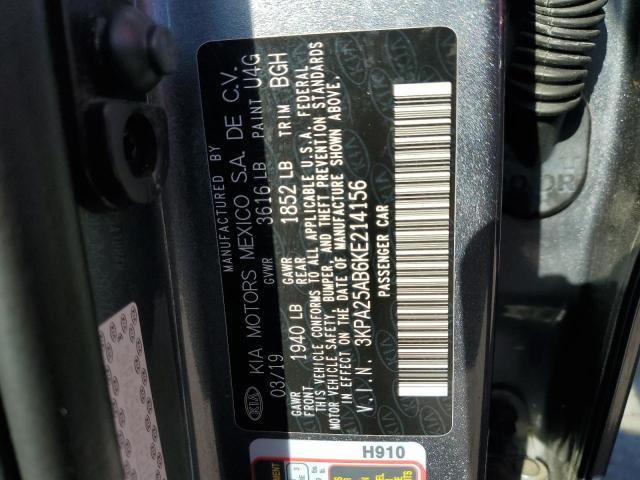 MANUFACTURED BY
KIA KIA MOTORS MEXICO S.A. DE C.V.
03/19 GVWR 3616 LB PAINT U4G
GAWR FRONT 1940 LB GAWR REAR 1852 LB TRIM BGH
THIS VEHICLE CONFORMS TO ALL APPLICABLE U.S.A. FEDERAL
MOTOR VEHICLE SAFETY, BUMPER, AND THEFT PREVENTION STANDARDS
IN EFFECT ON THE DATE OF MANUFACTURE SHOWN ABOVE.
V.I.N. 3KPA25AB6KE214156
PASSENGER CAR
H910